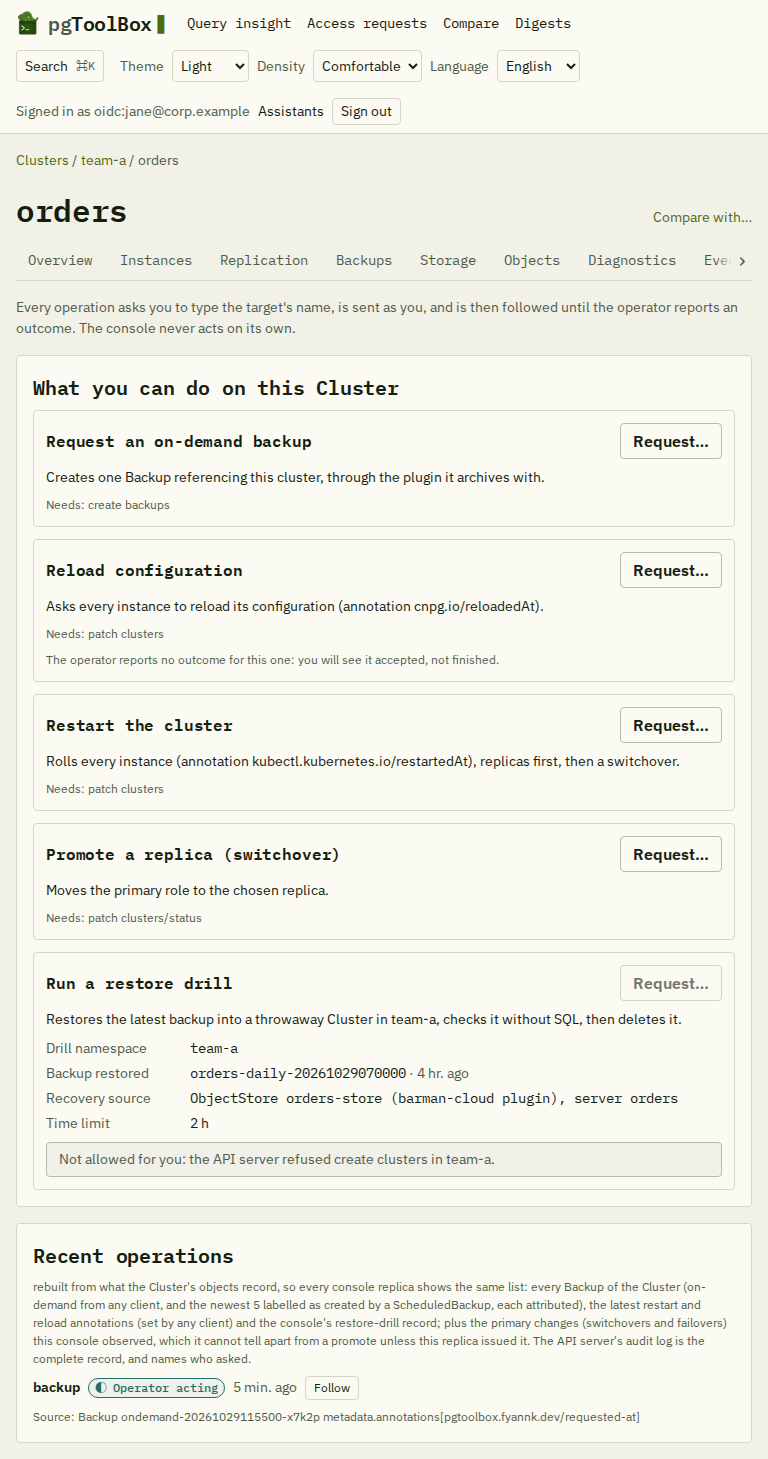 pgToolBox Query insight Access requests Compare Digests
Search ⌘K Theme Light Density Comfortable Language English
Signed in as oidc:jane@corp.example Assistants Sign out
Clusters / team-a / orders
orders
Compare with…
Overview Instances Replication Backups Storage Objects Diagnostics
Every operation asks you to type the target's name, is sent as you, and is then followed until the operator reports an
outcome. The console never acts on its own.
What you can do on this Cluster
Request an on-demand backup Request…
Creates one Backup referencing this cluster, through the plugin it archives with.
Needs: create backups
Reload configuration Request…
Asks every instance to reload its configuration (annotation cnpg.io/reloadedAt).
Needs: patch clusters
The operator reports no outcome for this one: you will see it accepted, not finished.
Restart the cluster Request…
Rolls every instance (annotation kubectl.kubernetes.io/restartedAt), replicas first, then a switchover.
Needs: patch clusters
Promote a replica (switchover) Request…
Moves the primary role to the chosen replica.
Needs: patch clusters/status
Run a restore drill Request…
Restores the latest backup into a throwaway Cluster in team-a, checks it without SQL, then deletes it.
Drill namespace team-a
Backup restored orders-daily-20261029070000 · 4 hr. ago
Recovery source ObjectStore orders-store (barman-cloud plugin), server orders
Time limit 2 h
Not allowed for you: the API server refused create clusters in team-a.
Recent operations
rebuilt from what the Cluster's objects record, so every console replica shows the same list: every Backup of the Cluster (on-
demand from any client, and the newest 5 labelled as created by a ScheduledBackup, each attributed), the latest restart and
reload annotations (set by any client) and the console's restore-drill record; plus the primary changes (switchovers and failovers)
this console observed, which it cannot tell apart from a promote unless this replica issued it. The API server's audit log is the
complete record, and names who asked.
backup Operator acting 5 min. ago Follow
Source: Backup ondemand-20261029115500-x7k2p metadata.annotations[pgtoolbox.fyannk.dev/requested-at]